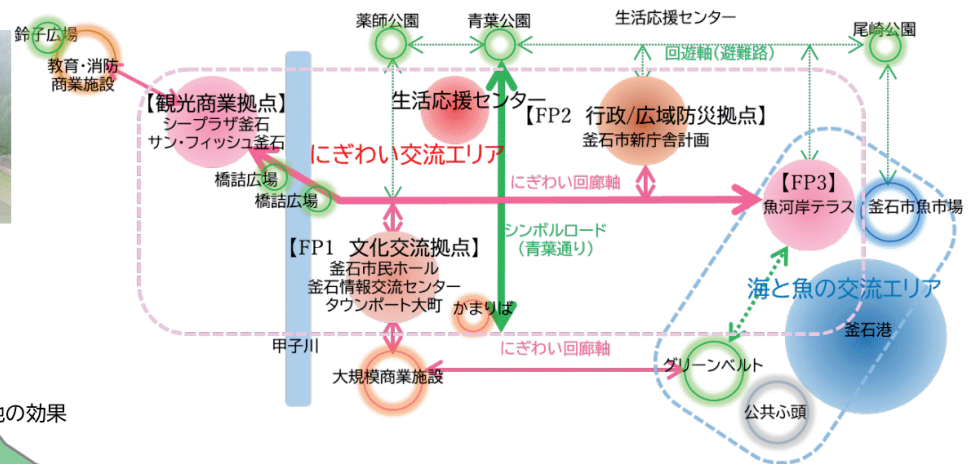 鈴子広場
教育・消防
商業施設
薬師公園
青葉公園
生活応援センター
尾崎公園
回遊軸(避難路)
【観光商業拠点】
シープラザ釜石
サン・フィッシュ釜石
生活応援センター
【FP2 行政/広域防災拠点】
釜石市新庁舎計画
にぎわい交流エリア
橋詰広場
橋詰広場
にぎわい回廊軸
【FP3】
魚河岸テラス
釜石市魚市場
シンボルロード
(青葉通り)
【FP1 文化交流拠点】
釜石市民ホール
釜石情報交流センター
タウンポート大町
かまりば
海と魚の交流エリア
釜石港
甲子川
にぎわい回廊軸
大規模商業施設
グリーンベルト
公共ふ頭
の効果